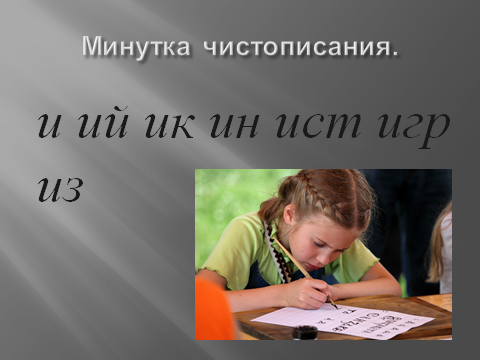 Минутка чистописания.
и ий ик ин ист игр
из